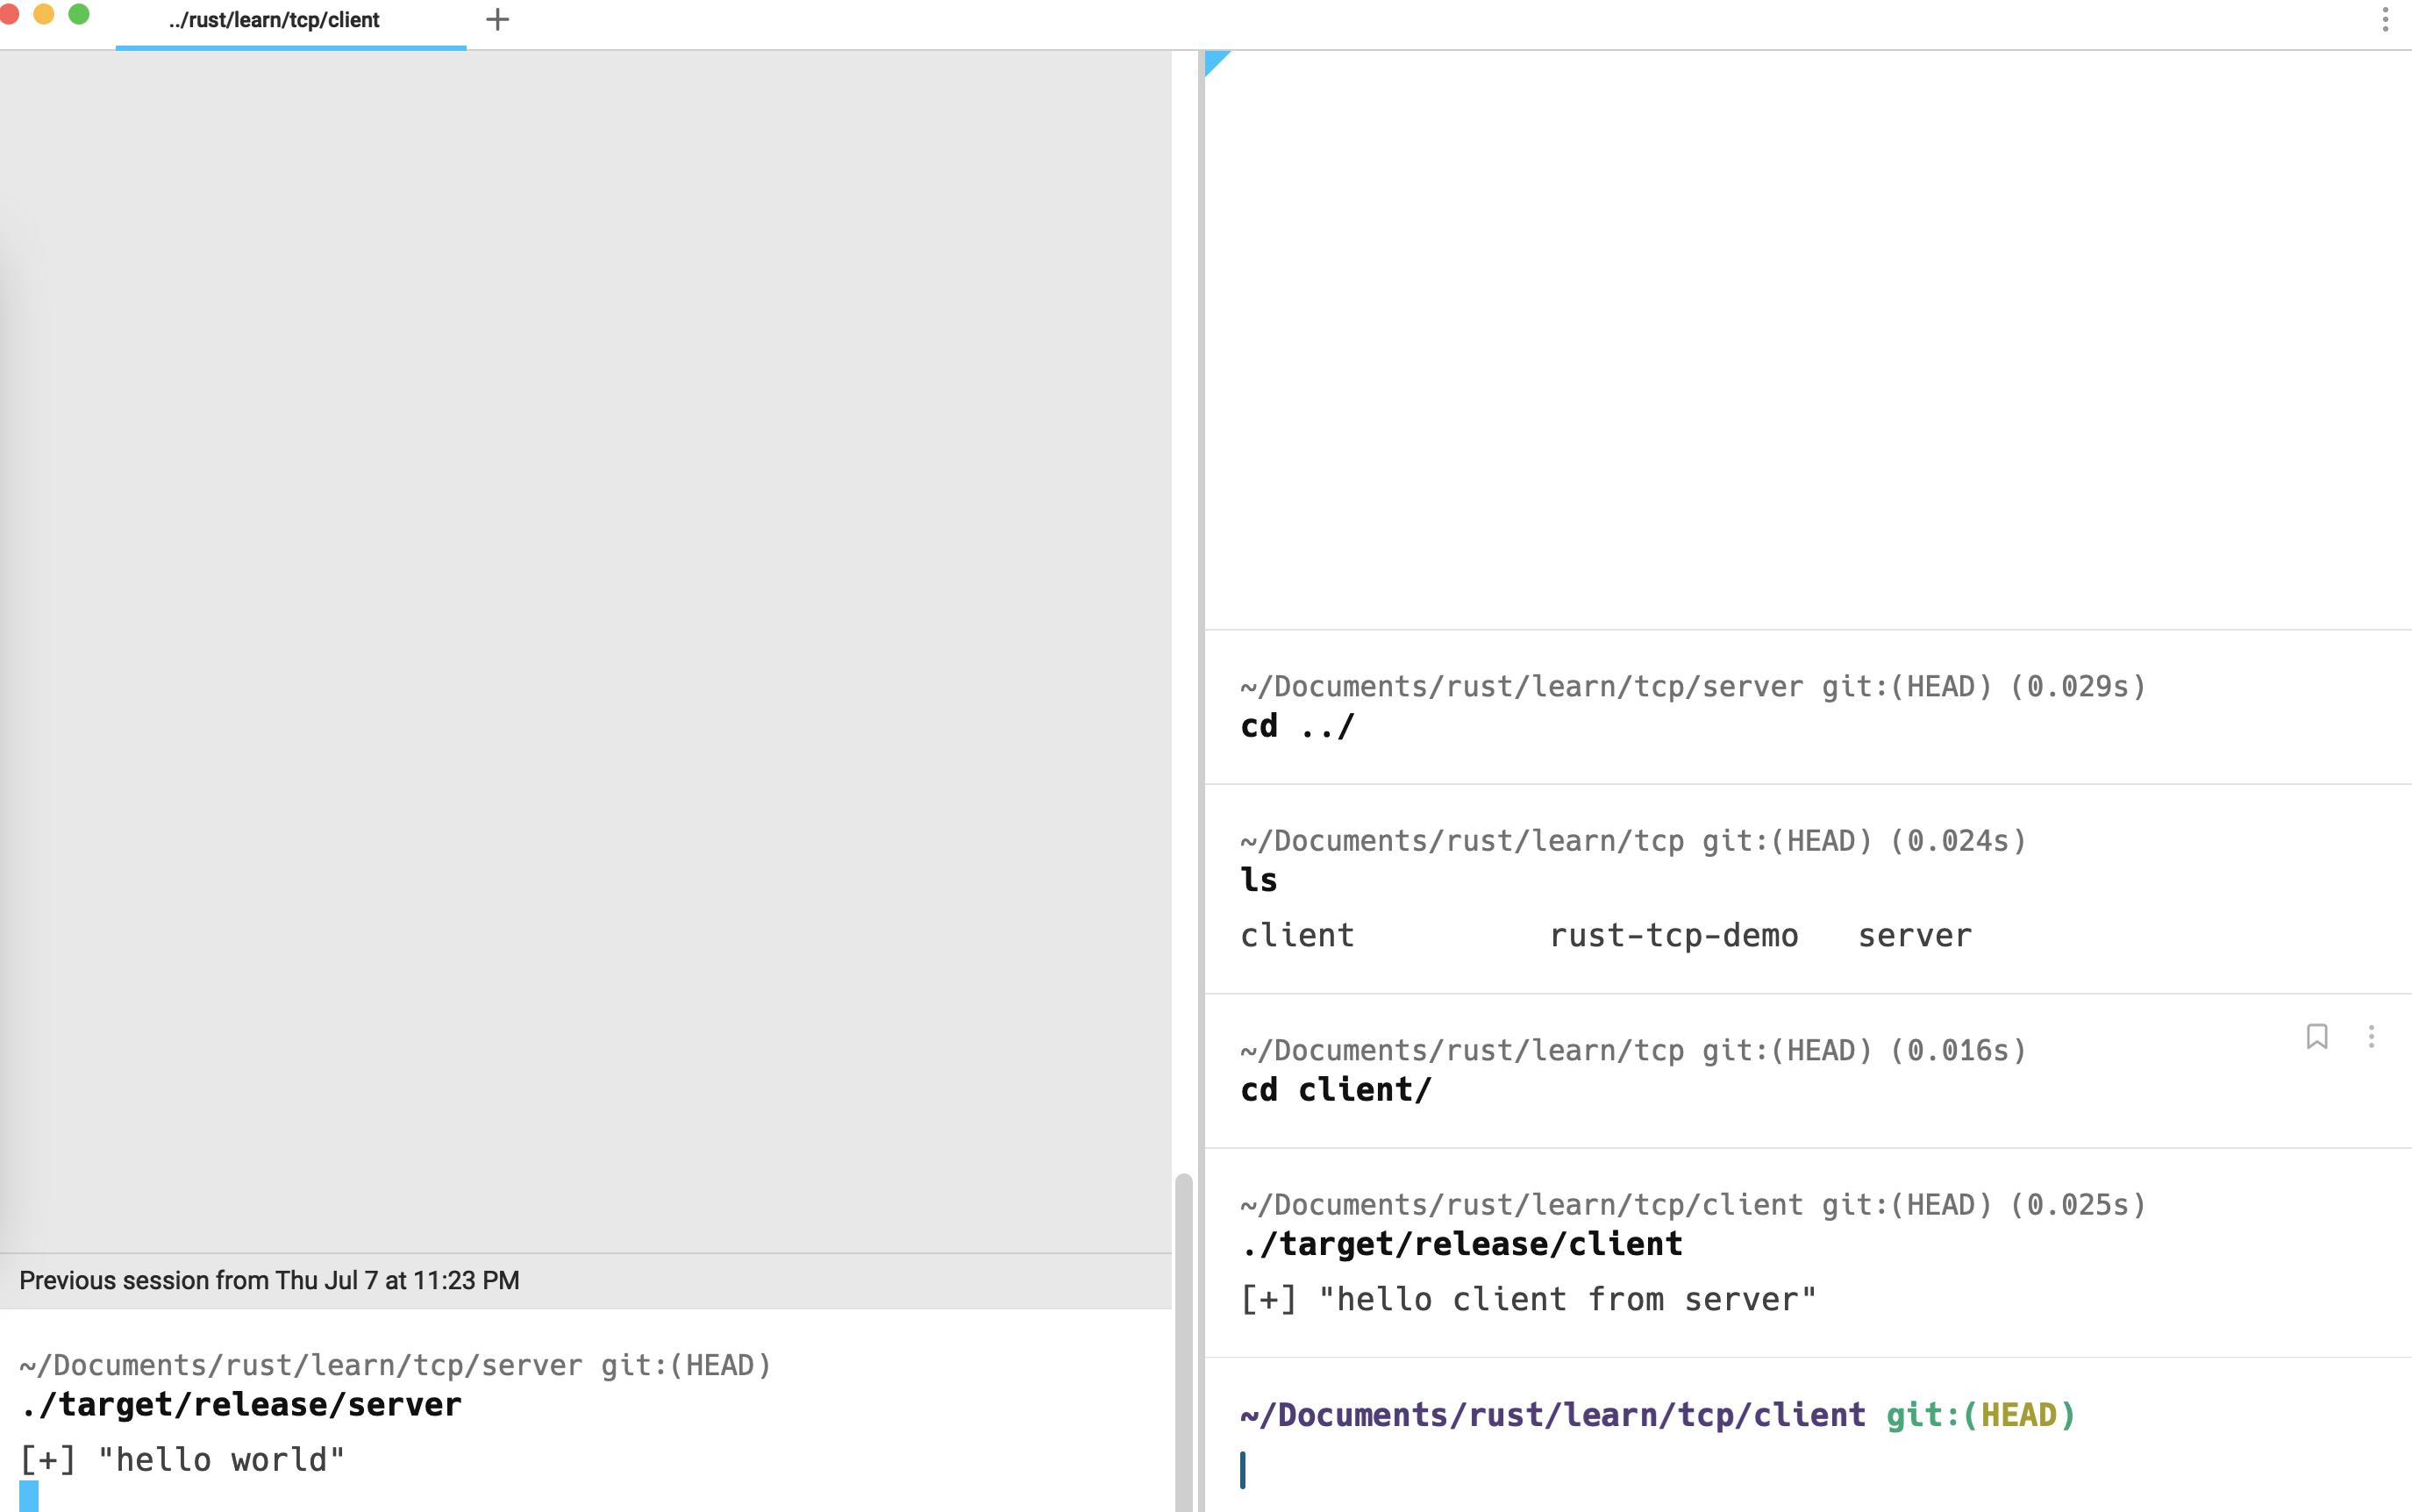 ../rust/learn/tcp/client
Previous session from Thu Jul 7 at 11:23 PM
~/Documents/rust/learn/tcp/server git:(HEAD)
./target/release/server
[+] "hello world"
~/Documents/rust/learn/tcp/server git:(HEAD) (0.029s)
cd ../
~/Documents/rust/learn/tcp git:(HEAD) (0.024s)
ls
client rust-tcp-demo server
~/Documents/rust/learn/tcp git:(HEAD) (0.016s)
cd client/
~/Documents/rust/learn/tcp/client git:(HEAD) (0.025s)
./target/release/client
[+] "hello client from server"
~/Documents/rust/learn/tcp/client git:(HEAD)